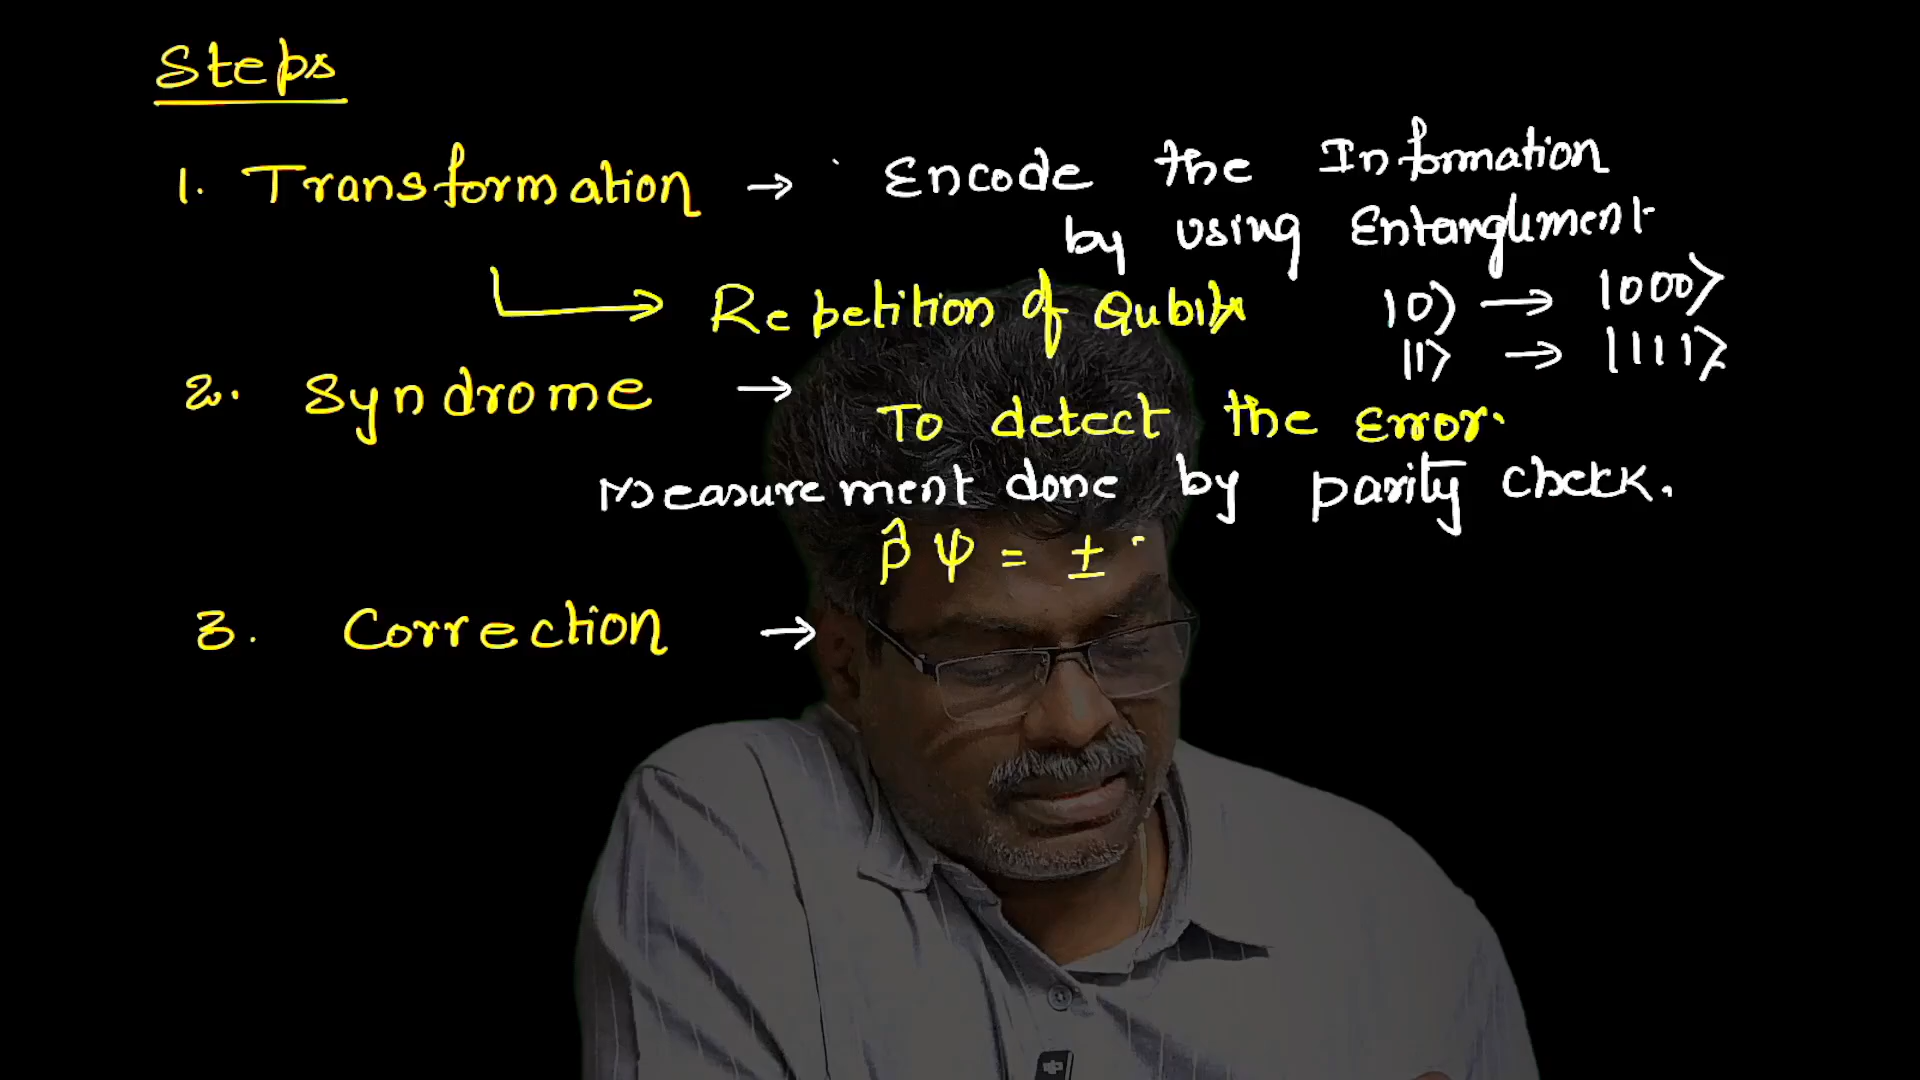 Steps
1. Transformation → Encode the Information
by using Entanglement
Repetition of Qubits |0⟩ → |000⟩
|1⟩ → |111⟩
2. Syndrome →
To detect the Error.
Measurement done by parity check.
P̂ ψ = ±
3. Correction →